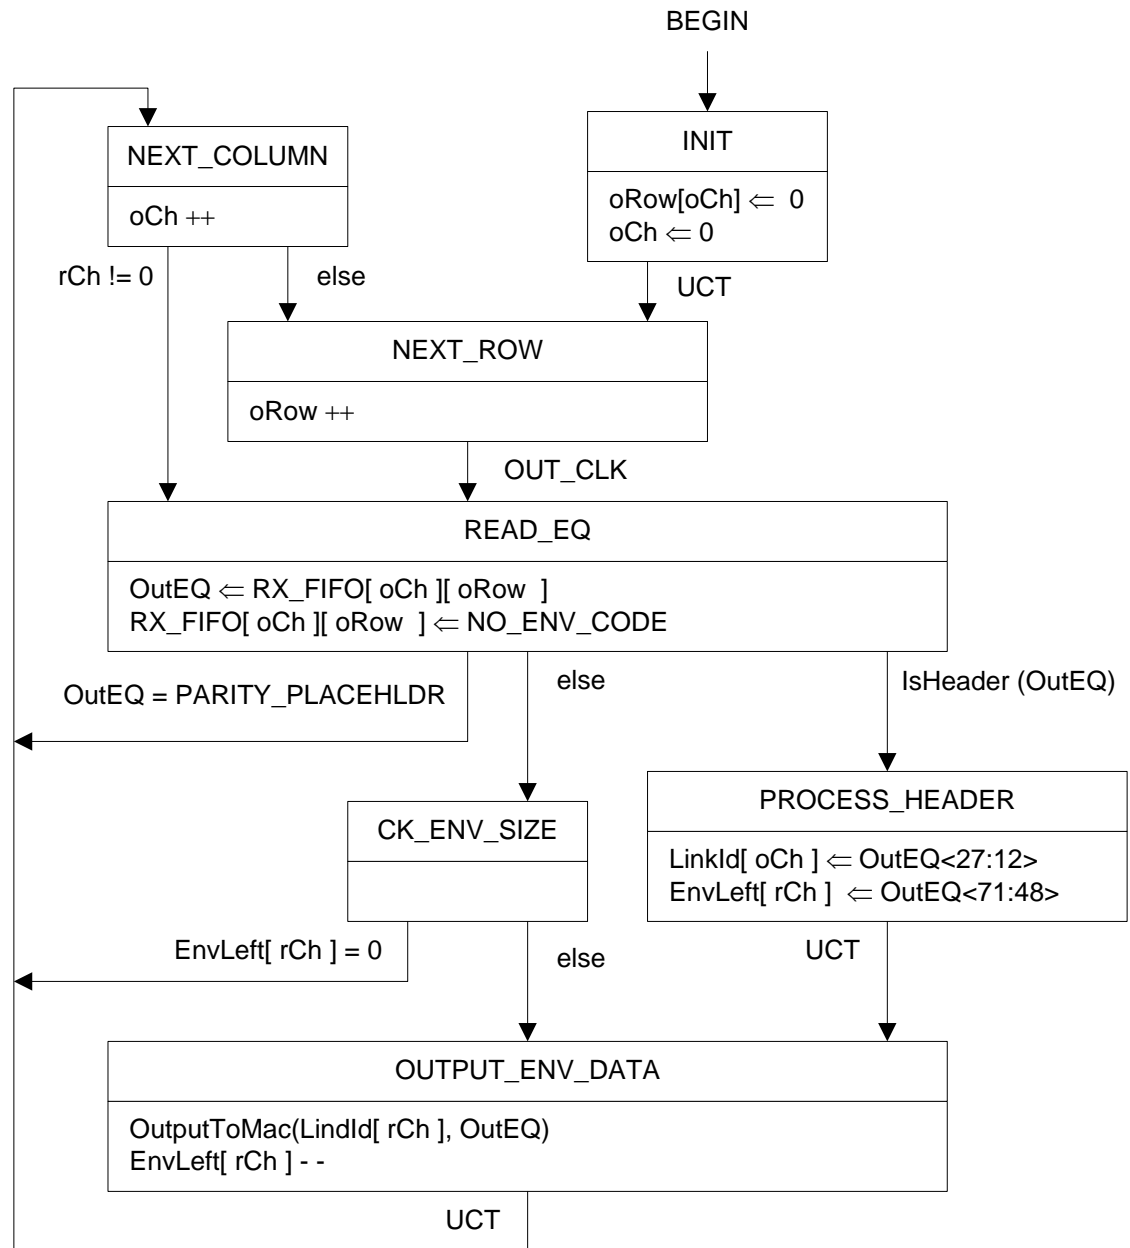 BEGIN
NEXT_COLUMN
oCh ++
INIT
oRow[oCh] ⇐ 0
oCh ⇐ 0
rCh != 0
else
UCT
NEXT_ROW
oRow ++
OUT_CLK
READ_EQ
OutEQ ⇐ RX_FIFO[ oCh ][ oRow ]
RX_FIFO[ oCh ][ oRow ] ⇐ NO_ENV_CODE
OutEQ = PARITY_PLACEHLDR
else
IsHeader (OutEQ)
CK_ENV_SIZE
PROCESS_HEADER
LinkId[ oCh ] ⇐ OutEQ<27:12>
EnvLeft[ rCh ] ⇐ OutEQ<71:48>
EnvLeft[ rCh ] = 0
else
UCT
OUTPUT_ENV_DATA
OutputToMac(LindId[ rCh ], OutEQ)
EnvLeft[ rCh ] - -
UCT